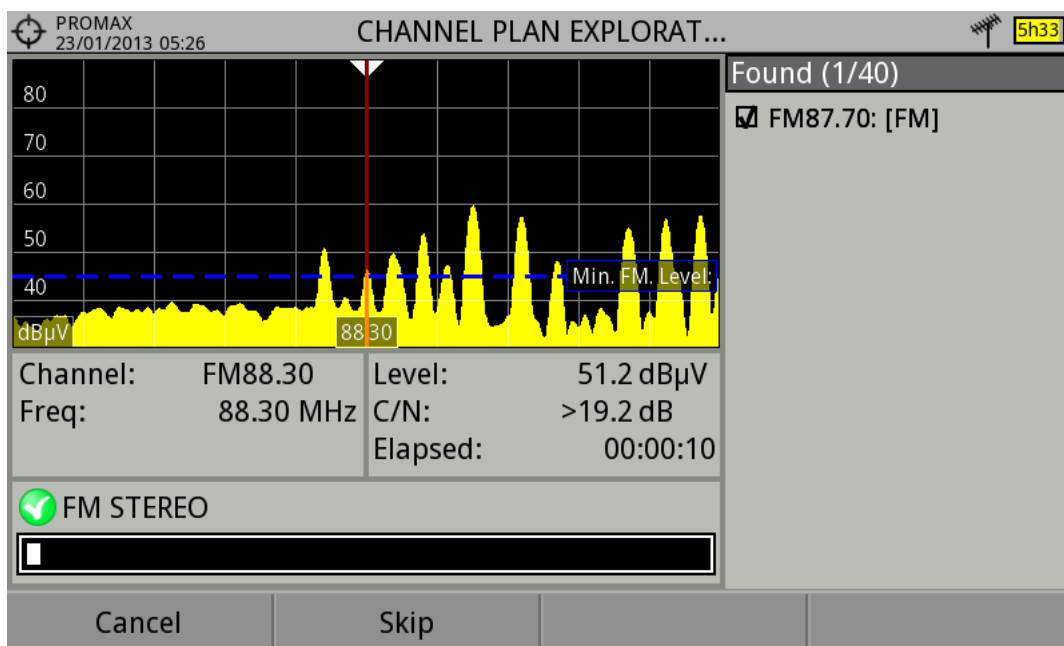 PROMAX
23/01/2013 05:26
CHANNEL PLAN EXPLORAT...
5h33
80
70
60
50
40
dBµV
Min. FM. Level:
88.30
Found (1/40)
FM87.70: [FM]
Channel: FM88.30
Freq: 88.30 MHz
Level: 51.2 dBµV
C/N: >19.2 dB
Elapsed: 00:00:10
FM STEREO
Cancel Skip